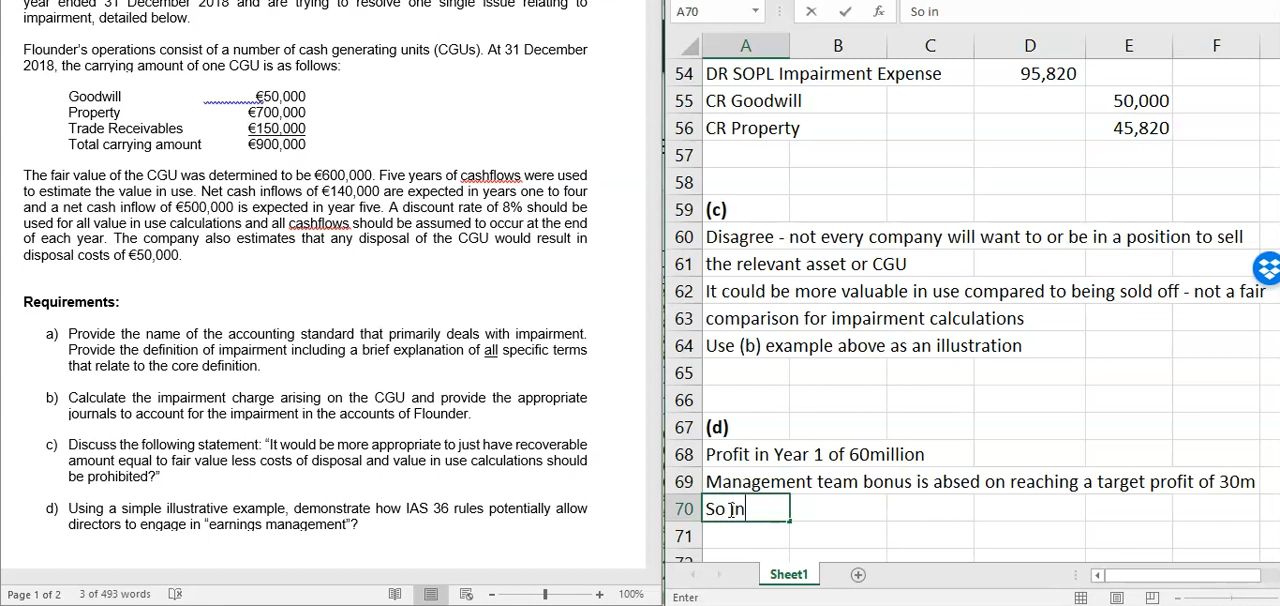 year ended 31 December 2018 and are trying to resolve one single issue relating to
impairment, detailed below.
Flounder's operations consist of a number of cash generating units (CGUs). At 31 December
2018, the carrying amount of one CGU is as follows:
Goodwill €50,000
Property €700,000
Trade Receivables €150,000
Total carrying amount €900,000
The fair value of the CGU was determined to be €600,000. Five years of cashflows were used
to estimate the value in use. Net cash inflows of €140,000 are expected in years one to four
and a net cash inflow of €500,000 is expected in year five. A discount rate of 8% should be
used for all value in use calculations and all cashflows should be assumed to occur at the end
of each year. The company also estimates that any disposal of the CGU would result in
disposal costs of €50,000.
Requirements:
a) Provide the name of the accounting standard that primarily deals with impairment.
Provide the definition of impairment including a brief explanation of all specific terms
that relate to the core definition.
b) Calculate the impairment charge arising on the CGU and provide the appropriate
journals to account for the impairment in the accounts of Flounder.
c) Discuss the following statement: "It would be more appropriate to just have recoverable
amount equal to fair value less costs of disposal and value in use calculations should
be prohibited?"
d) Using a simple illustrative example, demonstrate how IAS 36 rules potentially allow
directors to engage in "earnings management"?
Page 1 of 2 3 of 493 words 100%
A70 fx So in
A B C D E F
54 DR SOPL Impairment Expense 95,820
55 CR Goodwill 50,000
56 CR Property 45,820
57
58
59 (c)
60 Disagree - not every company will want to or be in a position to sell
61 the relevant asset or CGU
62 It could be more valuable in use compared to being sold off - not a fair
63 comparison for impairment calculations
64 Use (b) example above as an illustration
65
66
67 (d)
68 Profit in Year 1 of 60million
69 Management team bonus is absed on reaching a target profit of 30m
70 So in
71
72
Sheet1
Enter